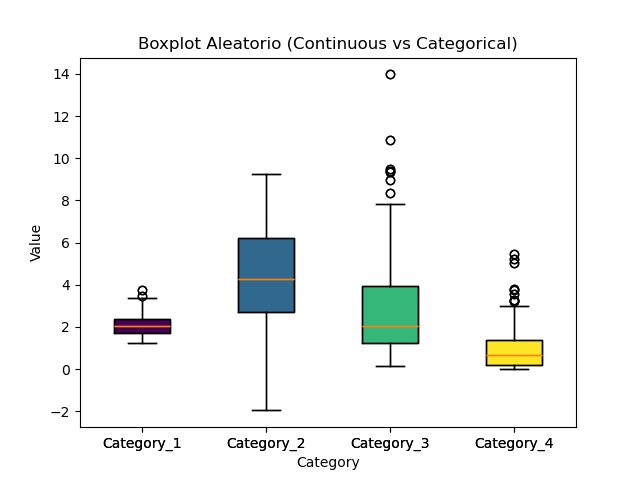 Boxplot Aleatorio (Continuous vs Categorical)
14
12
10
8
6
4
2
0
−2
Value
Category_1 Category_2 Category_3 Category_4
Category